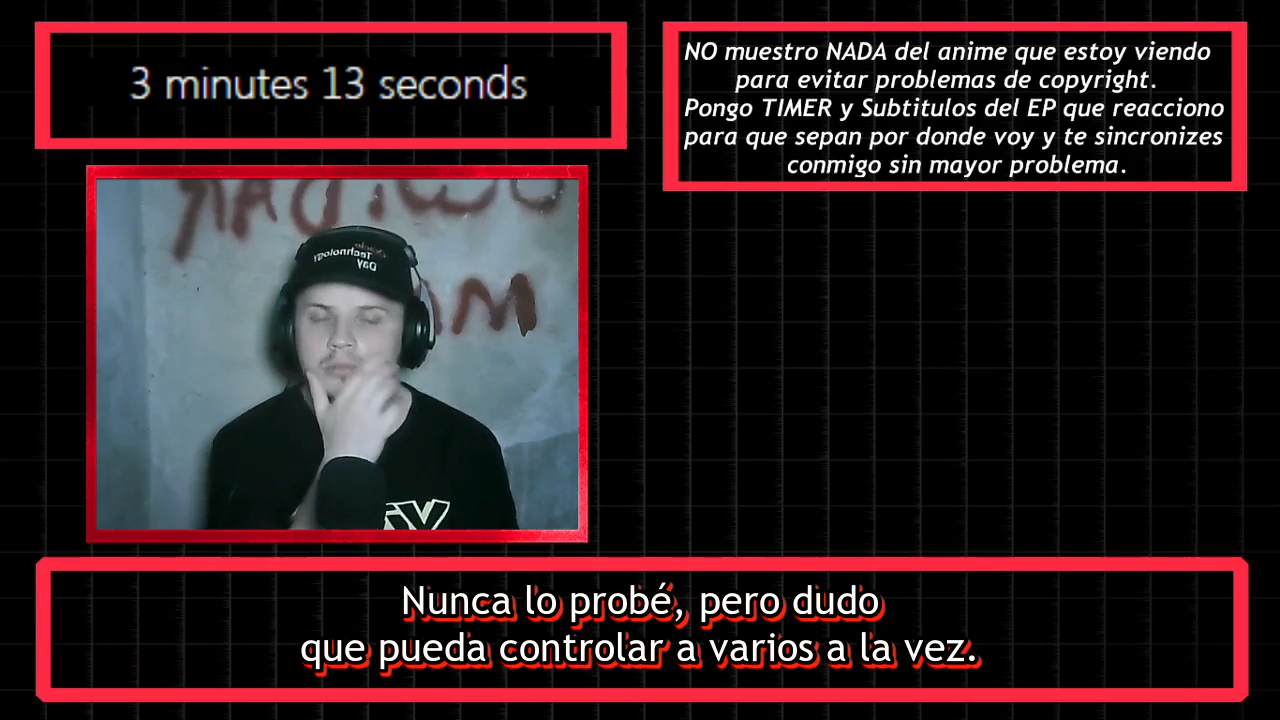 3 minutes 13 seconds
NO muestro NADA del anime que estoy viendo
para evitar problemas de copyright.
Pongo TIMER y Subtitulos del EP que reacciono
para que sepan por donde voy y te sincronizes
conmigo sin mayor problema.
Technology
Day
Nunca lo probé, pero dudo
que pueda controlar a varios a la vez.